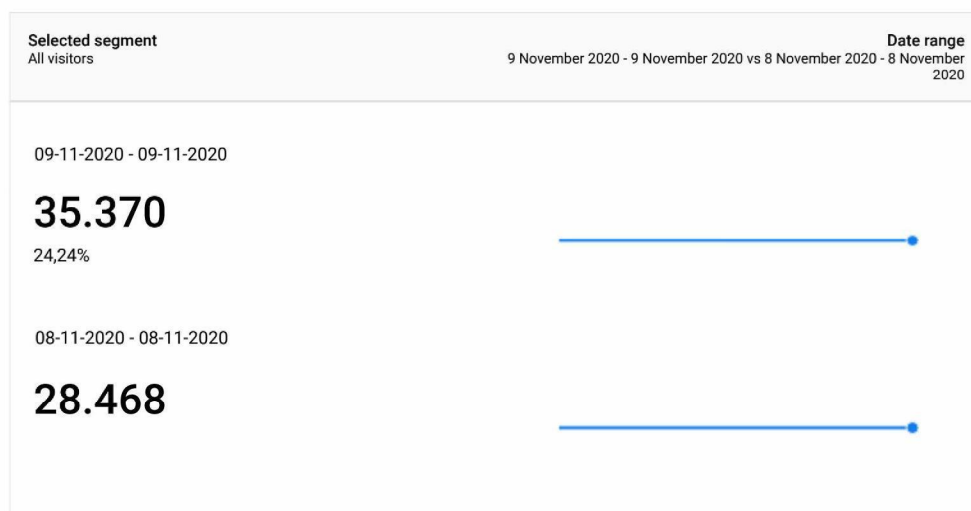 Selected segment
All visitors
Date range
9 November 2020 - 9 November 2020 vs 8 November 2020 - 8 November
2020
09-11-2020 - 09-11-2020
35.370
24,24%
08-11-2020 - 08-11-2020
28.468